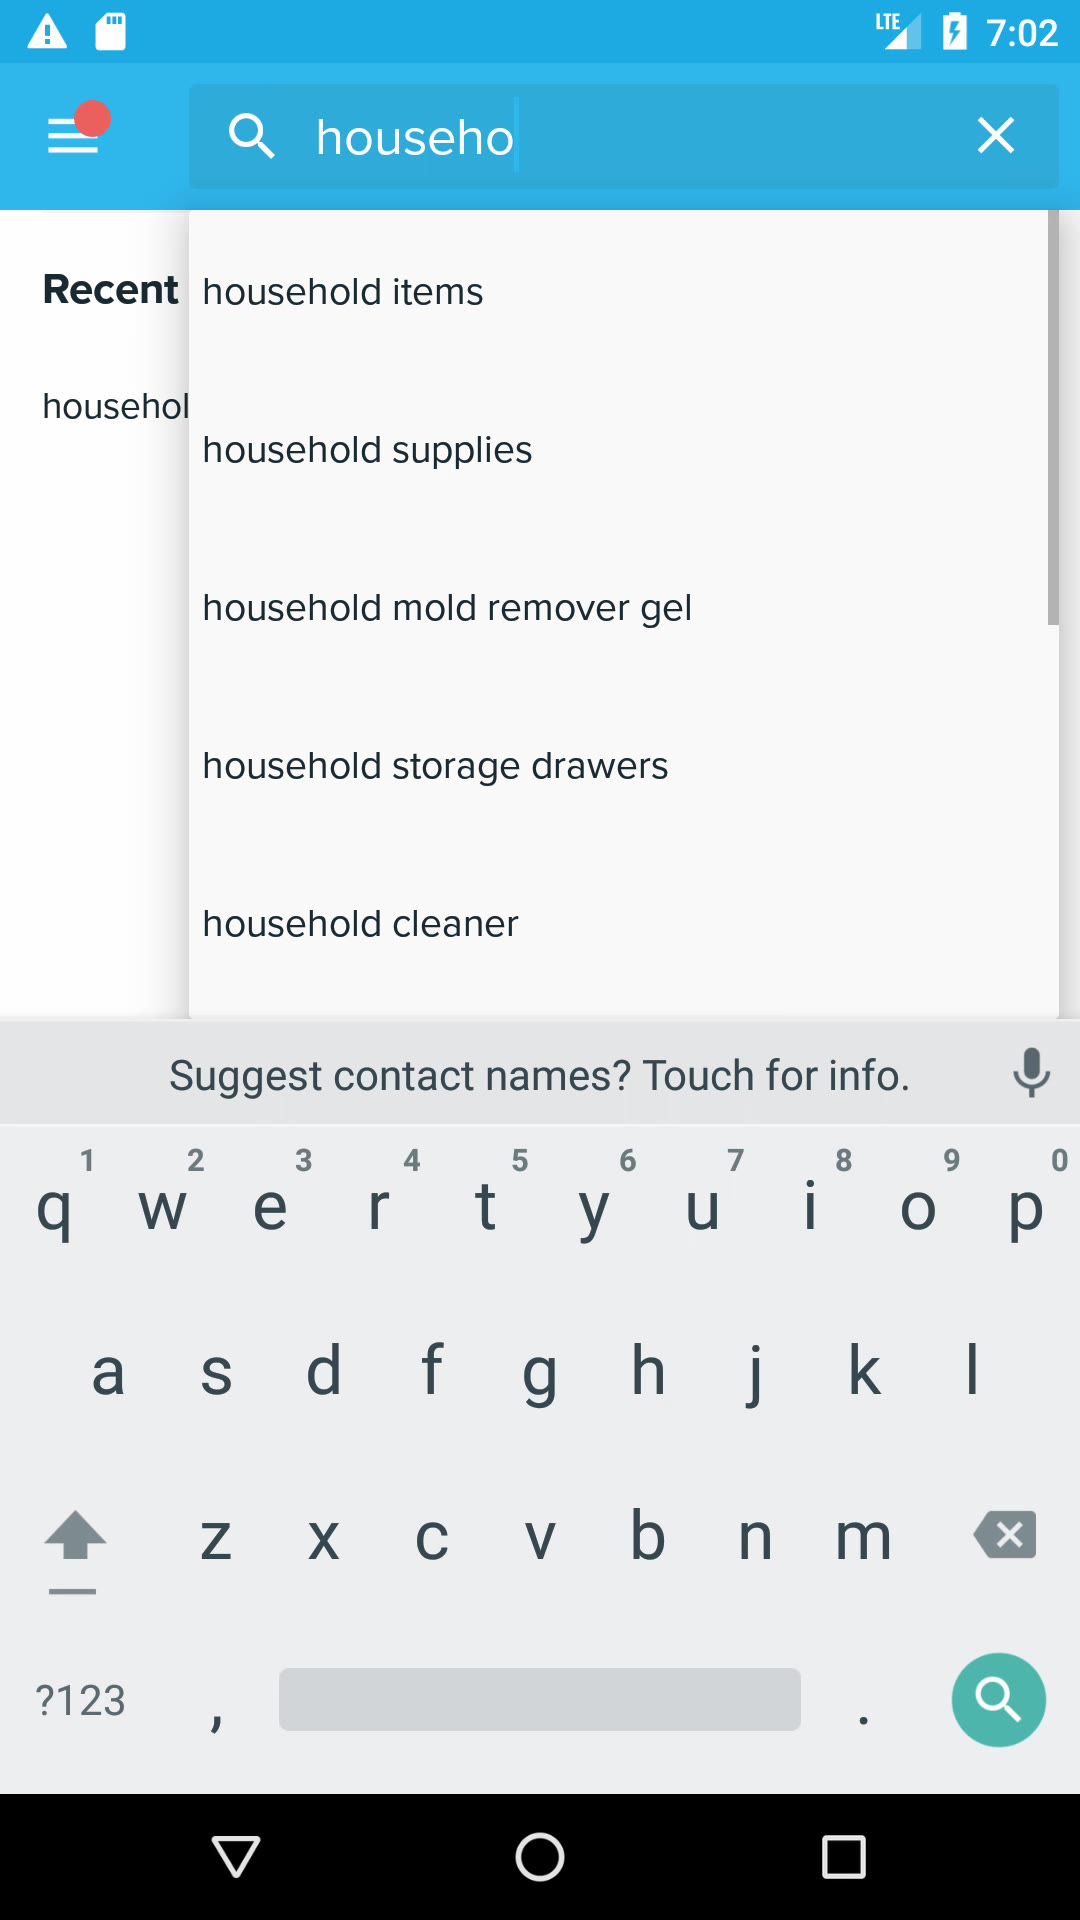 LTE 7:02
househo
Recent
househol
household items
household supplies
household mold remover gel
household storage drawers
household cleaner
Suggest contact names? Touch for info.
1 2 3 4 5 6 7 8 9 0
q w e r t y u i o p
a s d f g h j k l
z x c v b n m
?123 , .